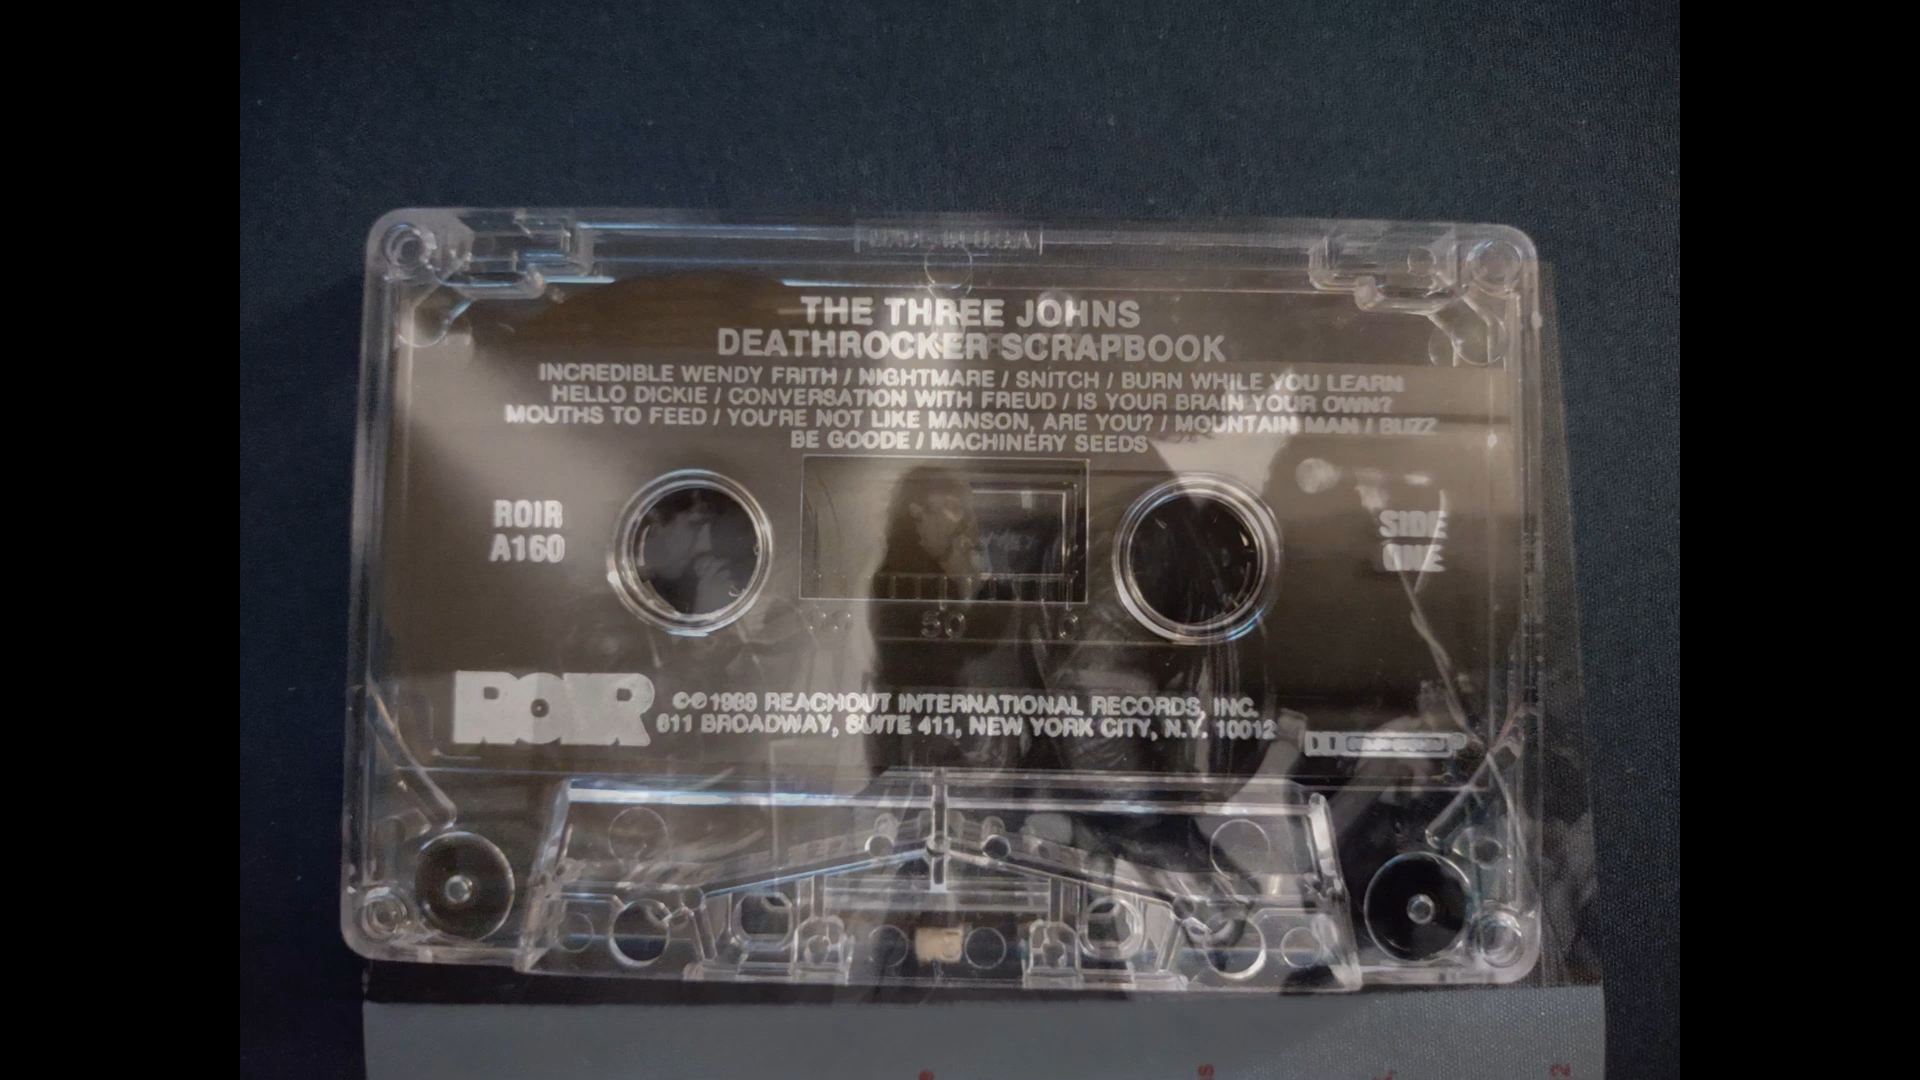 MADE IN U.S.A.
THE THREE JOHNS
DEATHROCKER SCRAPBOOK
INCREDIBLE WENDY FRITH / NIGHTMARE / SNITCH / BURN WHILE YOU LEARN
HELLO DICKIE / CONVERSATION WITH FREUD / IS YOUR BRAIN YOUR OWN?
MOUTHS TO FEED / YOU'RE NOT LIKE MANSON, ARE YOU? / MOUNTAIN MAN / BUZZ
BE GOODE / MACHINERY SEEDS
ROIR
A160
SIDE
ONE
50
ROIR
©℗1988 REACHOUT INTERNATIONAL RECORDS, INC.
611 BROADWAY, SUITE 411, NEW YORK CITY, N.Y. 10012